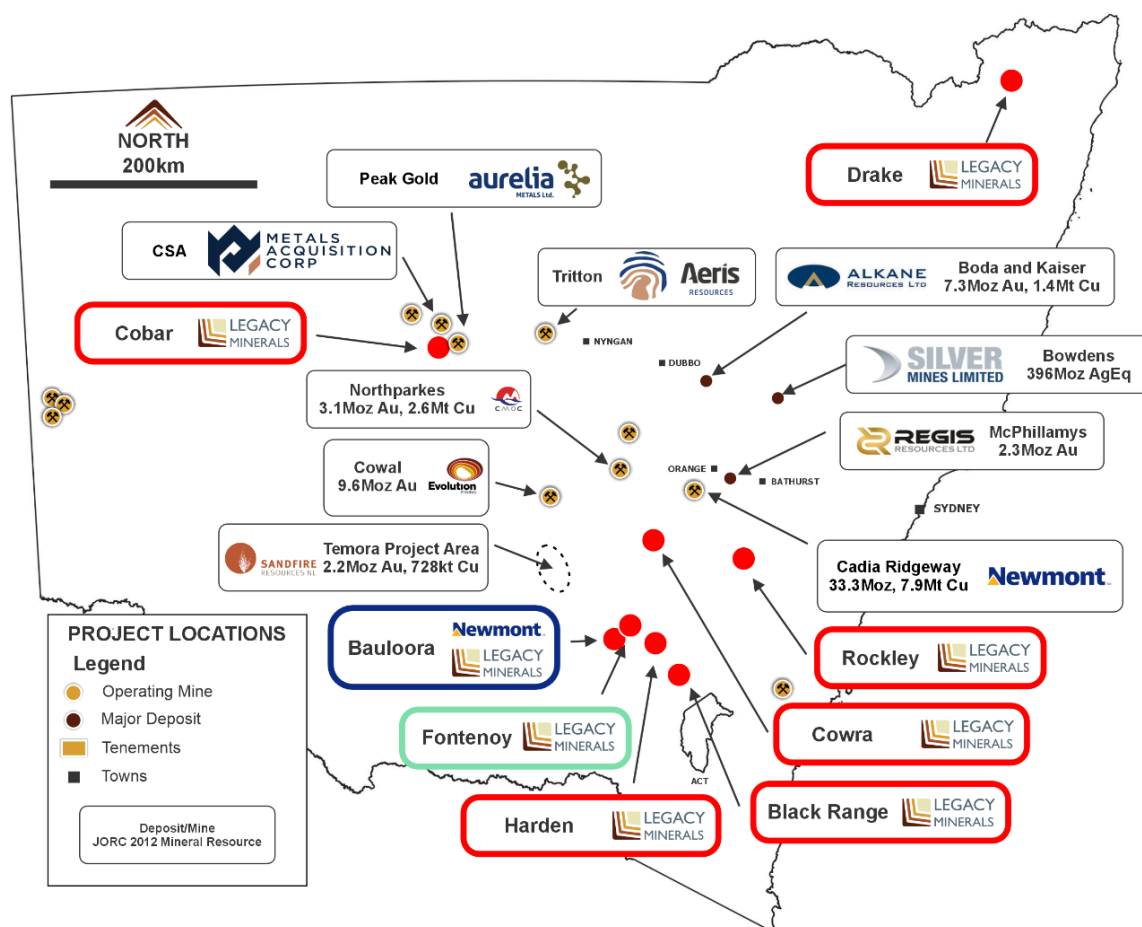 NORTH
200km
Peak Gold
aurelia
METALS Ltd.
CSA
METALS
ACQUISITION
CORP
Cobar
LEGACY
MINERALS
Drake
LEGACY
MINERALS
Tritton
Aeris
RESOURCES
NYNGAN
ALKANE
RESOURCES LTD
Boda and Kaiser
7.3Moz Au, 1.4Mt Cu
DUBBO
SILVER
MINES LIMITED
Bowdens
396Moz AgEq
Northparkes
3.1Moz Au, 2.6Mt Cu
CMOC
REGIS
RESOURCES LTD
McPhillamys
2.3Moz Au
Cowal
9.6Moz Au
Evolution
MINING
ORANGE
BATHURST
SYDNEY
SANDFIRE
RESOURCES NL
Temora Project Area
2.2Moz Au, 728kt Cu
Cadia Ridgeway
33.3Moz, 7.9Mt Cu
Newmont™
Bauloora
Newmont™
LEGACY
MINERALS
Rockley
LEGACY
MINERALS
Fontenoy
LEGACY
MINERALS
Cowra
LEGACY
MINERALS
ACT
Harden
LEGACY
MINERALS
Black Range
LEGACY
MINERALS
PROJECT LOCATIONS
Legend
Operating Mine
Major Deposit
Tenements
Towns
Deposit/Mine
JORC 2012 Mineral Resource